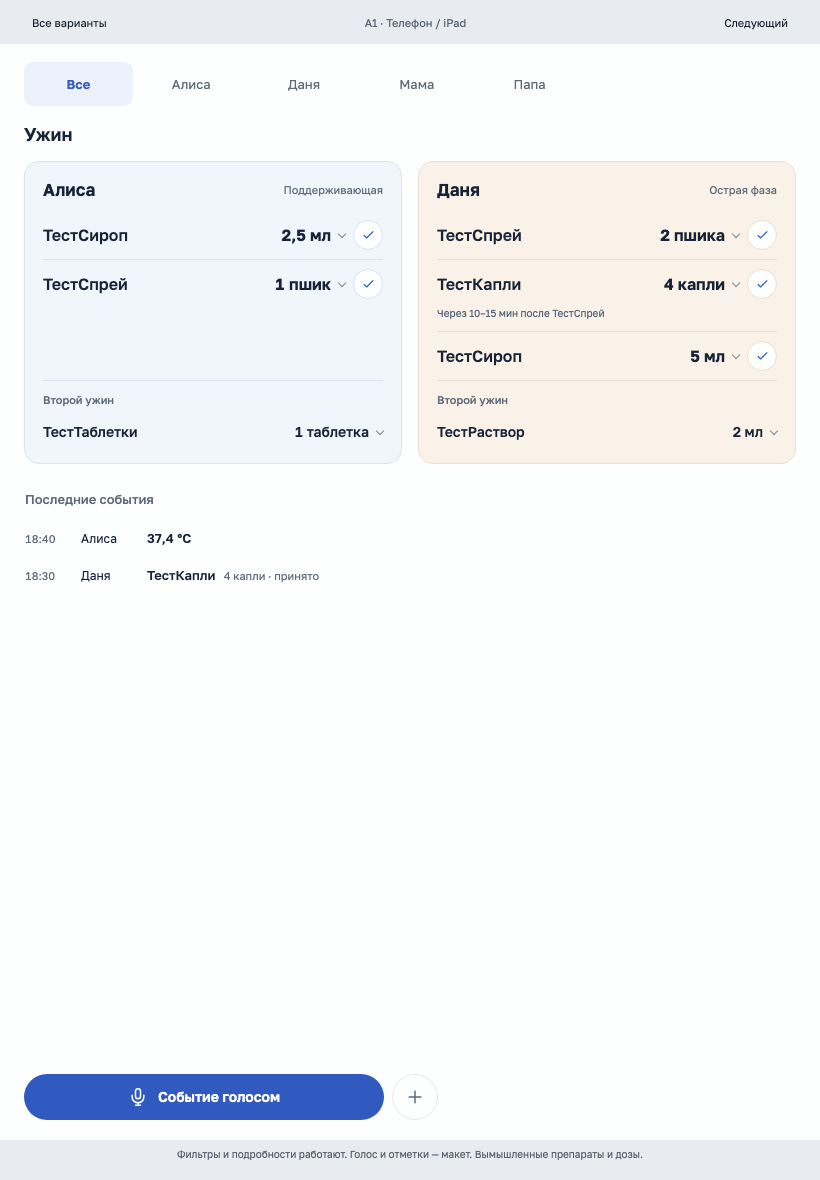 Все варианты
A1 · Телефон / iPad
Следующий
Все
Алиса
Даня
Мама
Папа
Ужин
Алиса
Поддерживающая
ТестСироп
2,5 мл
ТестСпрей
1 пшик
Второй ужин
ТестТаблетки
1 таблетка
Даня
Острая фаза
ТестСпрей
2 пшика
ТестКапли
4 капли
Через 10–15 мин после ТестСпрей
ТестСироп
5 мл
Второй ужин
ТестРаствор
2 мл
Последние события
18:40 Алиса 37,4 °C
18:30 Даня ТестКапли 4 капли · принято
Событие голосом
Фильтры и подробности работают. Голос и отметки — макет. Вымышленные препараты и дозы.